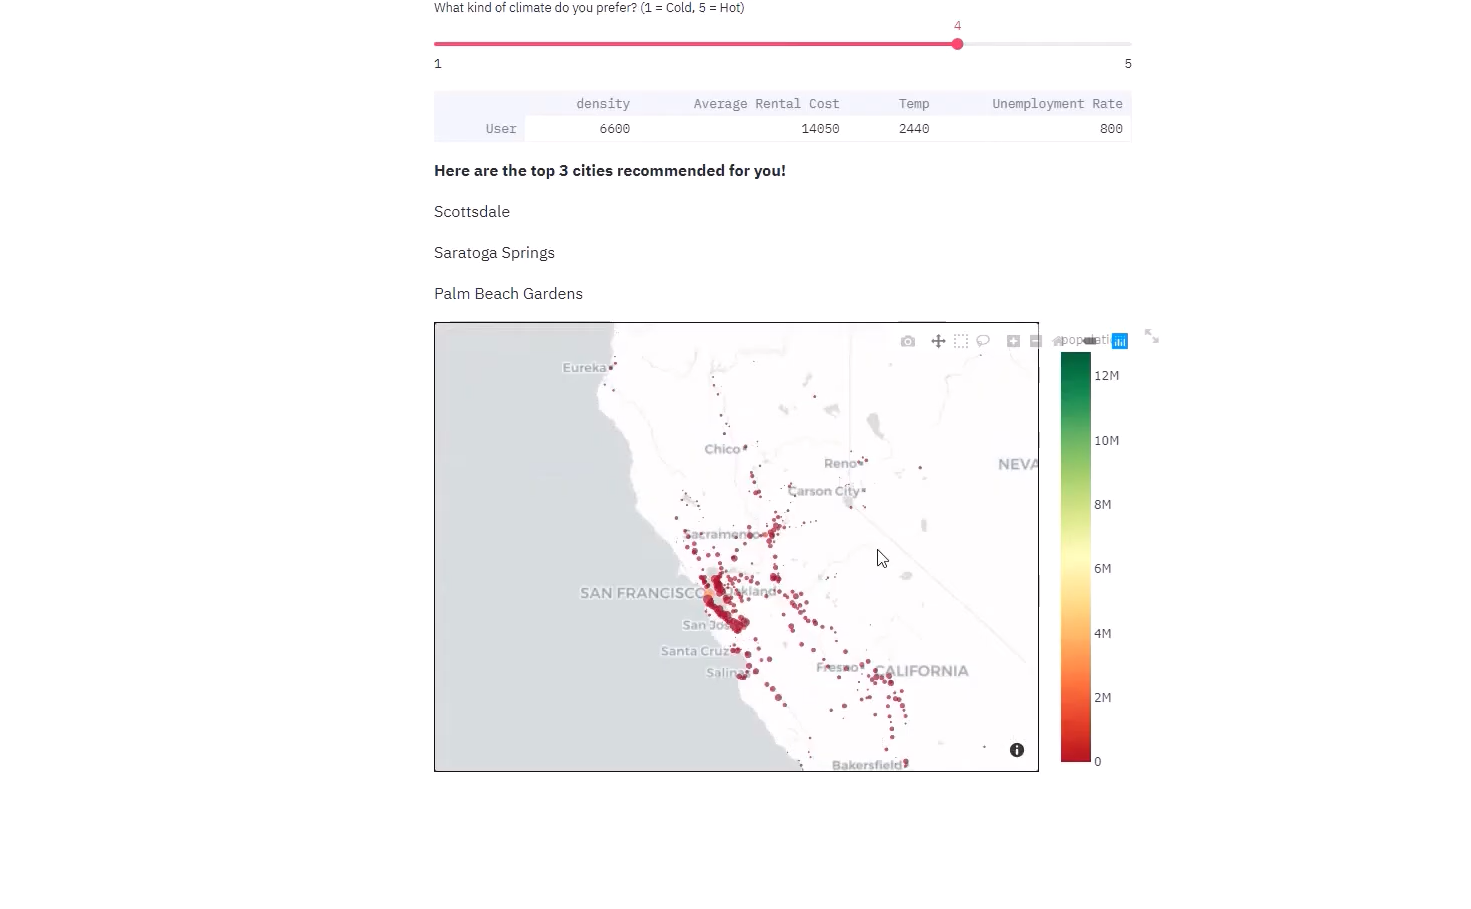 What kind of climate do you prefer? (1 = Cold, 5 = Hot)
4
1 5
density Average Rental Cost Temp Unemployment Rate
User 6600 14050 2440 800
Here are the top 3 cities recommended for you!
Scottsdale
Saratoga Springs
Palm Beach Gardens
Eureka
Chico
Reno
NEVA
Carson City
Sacramento
SAN FRANCISCO
Oakland
San Jos
Santa Cruz
Salinas
Fresno
CALIFORNIA
Bakersfield
populati
12M
10M
8M
6M
4M
2M
0